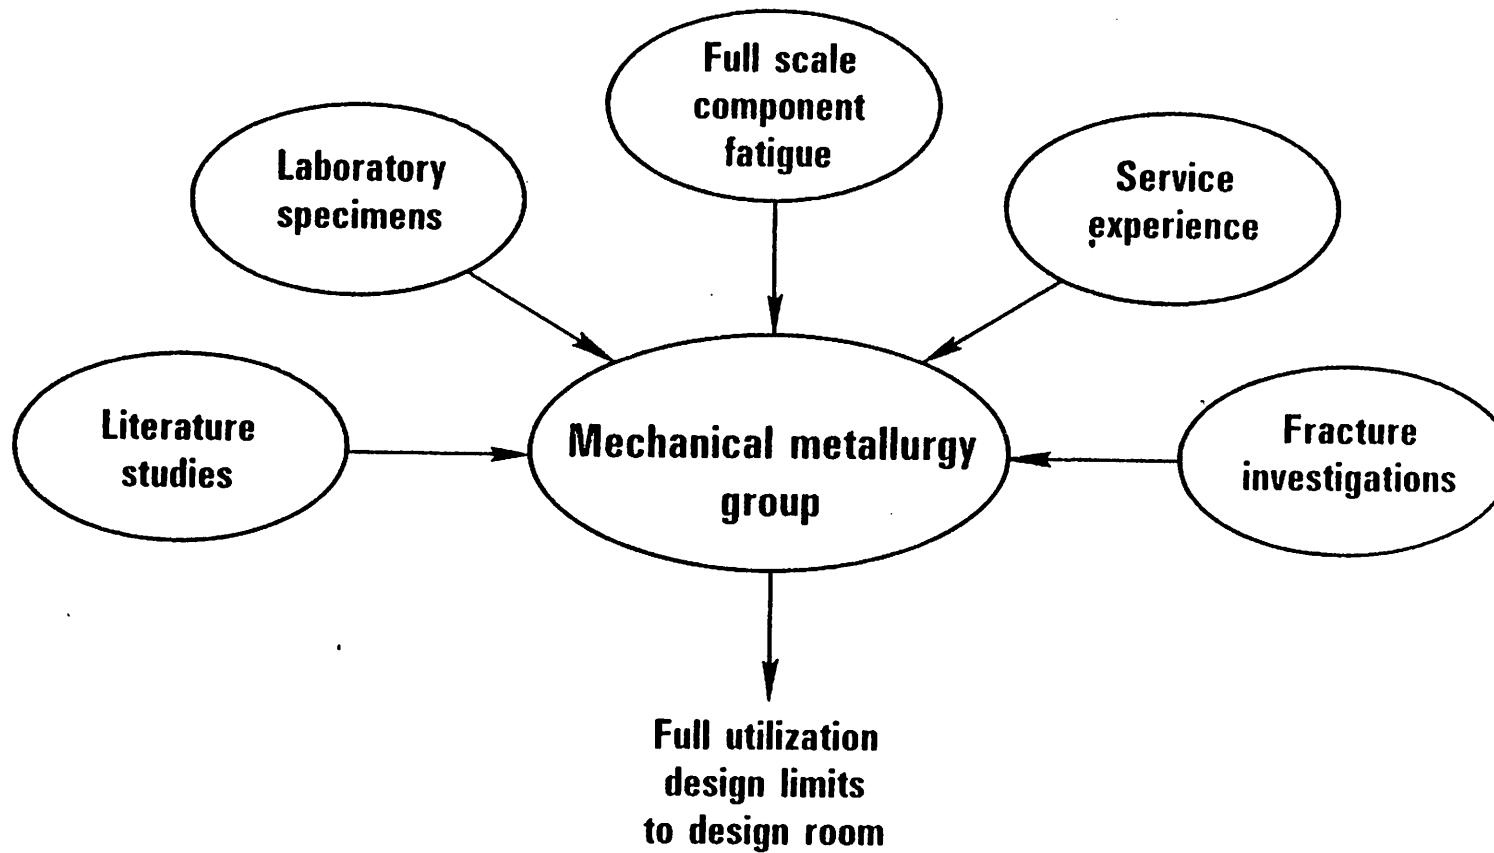 Full scale
component
fatigue
Laboratory
specimens
Service
experience
Literature
studies
Mechanical metallurgy
group
Fracture
investigations
Full utilization
design limits
to design room